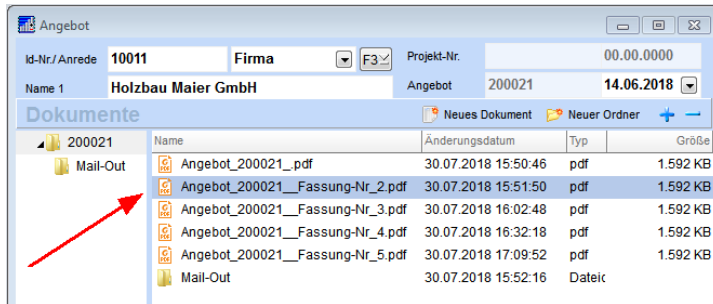 Angebot
Id-Nr./ Anrede 10011 Firma F3 Projekt-Nr. 00.00.0000
Name 1 Holzbau Maier GmbH Angebot 200021 14.06.2018
Dokumente Neues Dokument Neuer Ordner
200021 Name Änderungsdatum Typ Größe
Mail-Out Angebot_200021_.pdf 30.07.2018 15:50:46 pdf 1.592 KB
Angebot_200021__Fassung-Nr_2.pdf 30.07.2018 15:51:50 pdf 1.592 KB
Angebot_200021__Fassung-Nr_3.pdf 30.07.2018 16:02:48 pdf 1.592 KB
Angebot_200021__Fassung-Nr_4.pdf 30.07.2018 16:32:18 pdf 1.592 KB
Angebot_200021__Fassung-Nr_5.pdf 30.07.2018 17:09:52 pdf 1.592 KB
Mail-Out 30.07.2018 15:52:16 Dateic